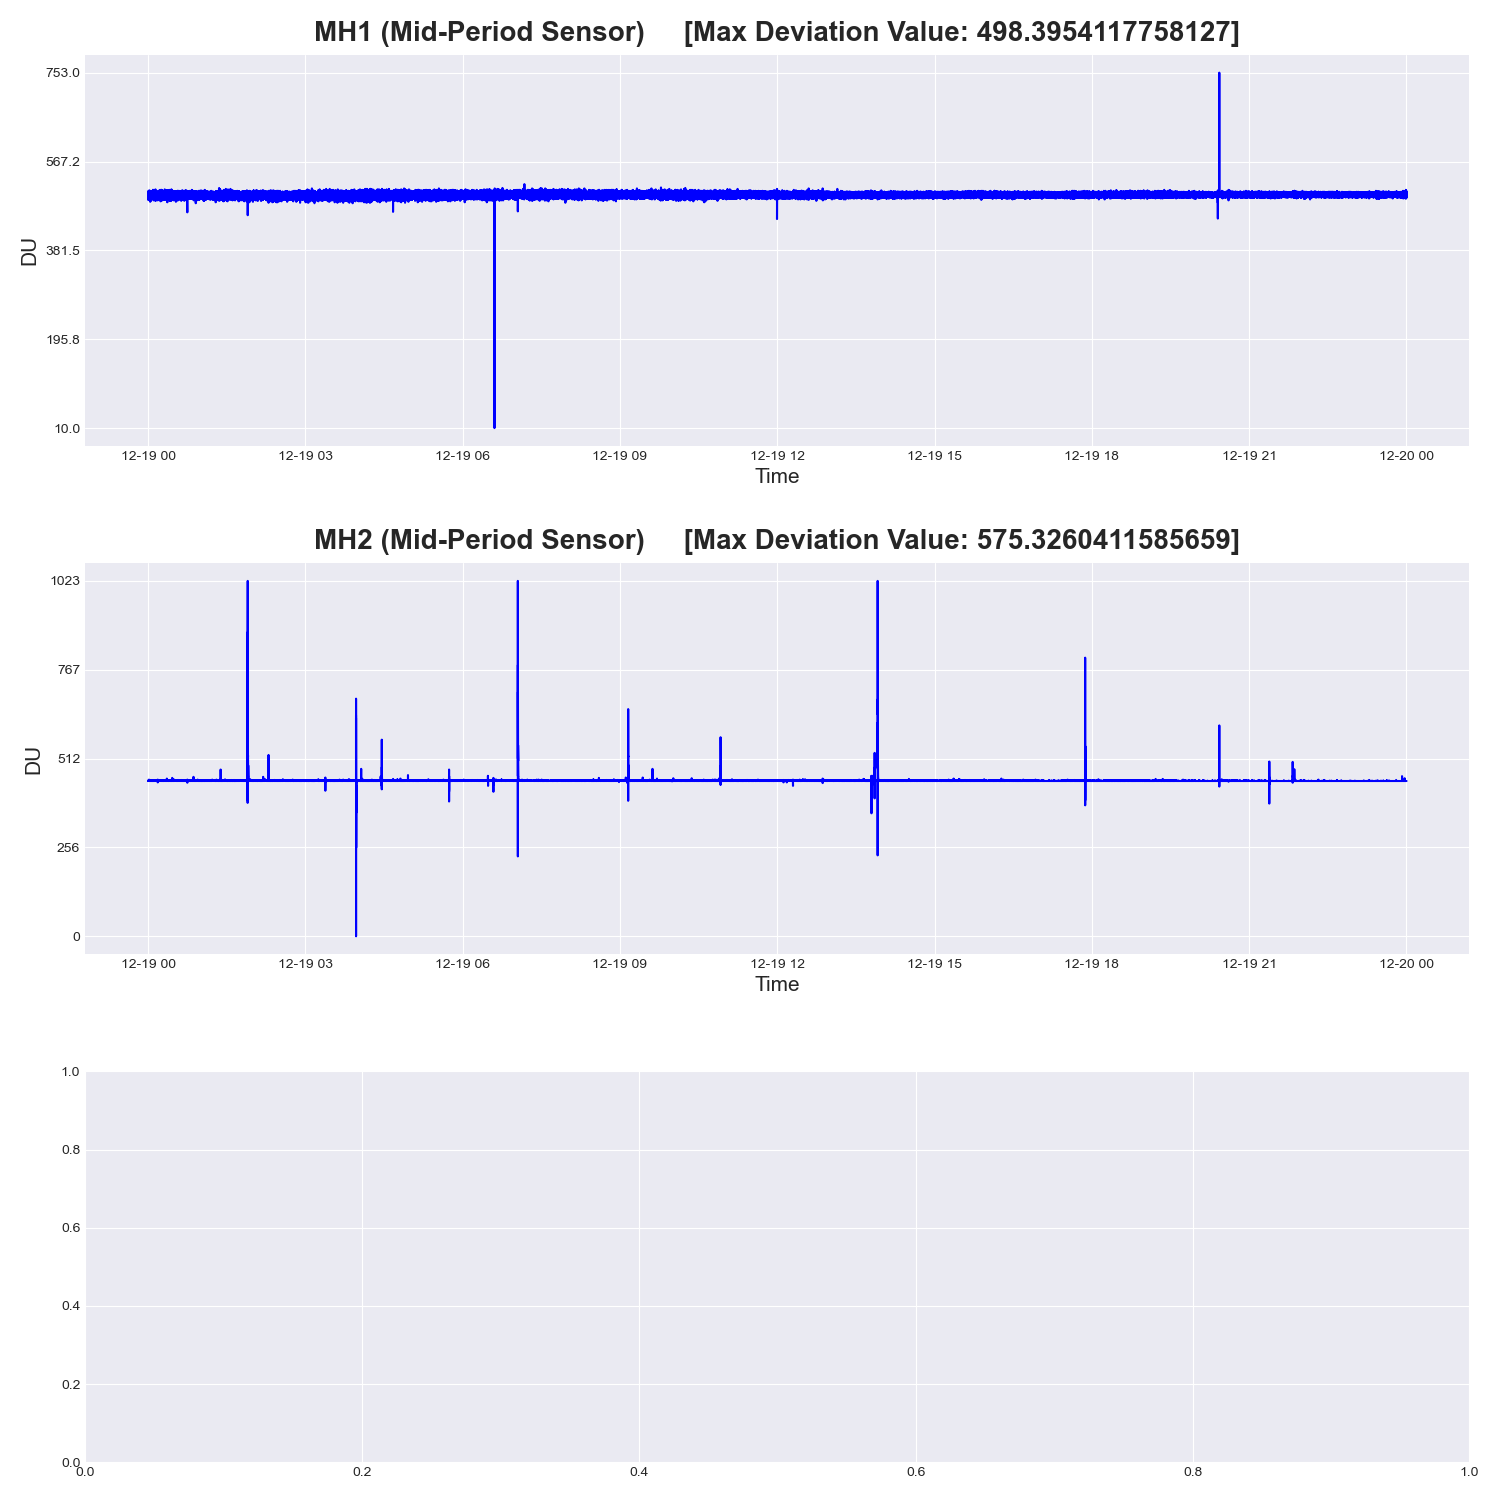 MH1 (Mid-Period Sensor) [Max Deviation Value: 498.3954117758127]
753.0
567.2
381.5
195.8
10.0
DU
12-19 00 12-19 03 12-19 06 12-19 09 12-19 12 12-19 15 12-19 18 12-19 21 12-20 00
Time
MH2 (Mid-Period Sensor) [Max Deviation Value: 575.3260411585659]
1023
767
512
256
0
DU
12-19 00 12-19 03 12-19 06 12-19 09 12-19 12 12-19 15 12-19 18 12-19 21 12-20 00
Time
1.0
0.8
0.6
0.4
0.2
0.0
0.0 0.2 0.4 0.6 0.8 1.0